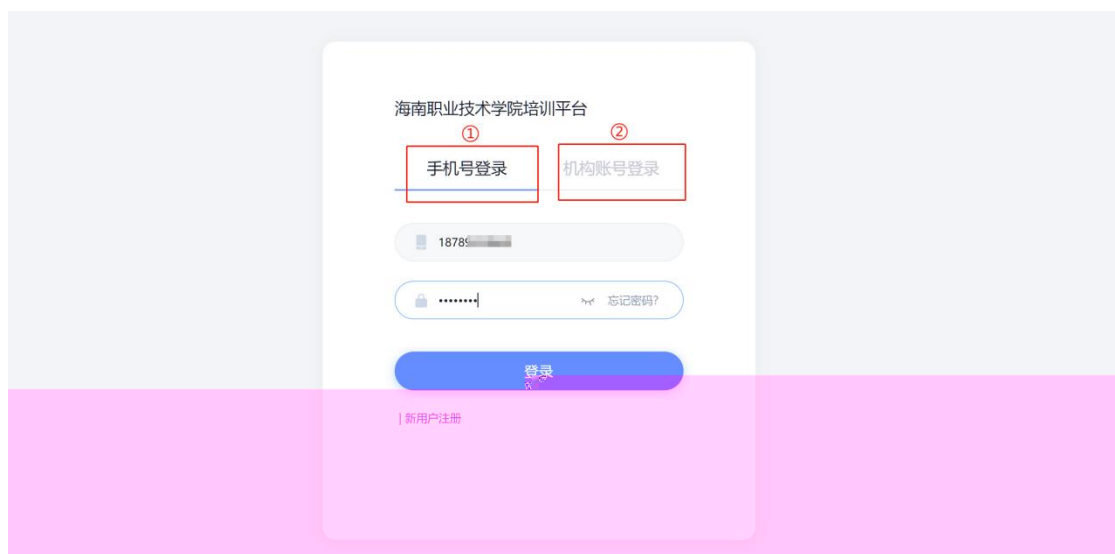 海南职业技术学院培训平台
① ②
手机号登录 机构账号登录
1878
•••••••• 忘记密码?
登录
| 新用户注册